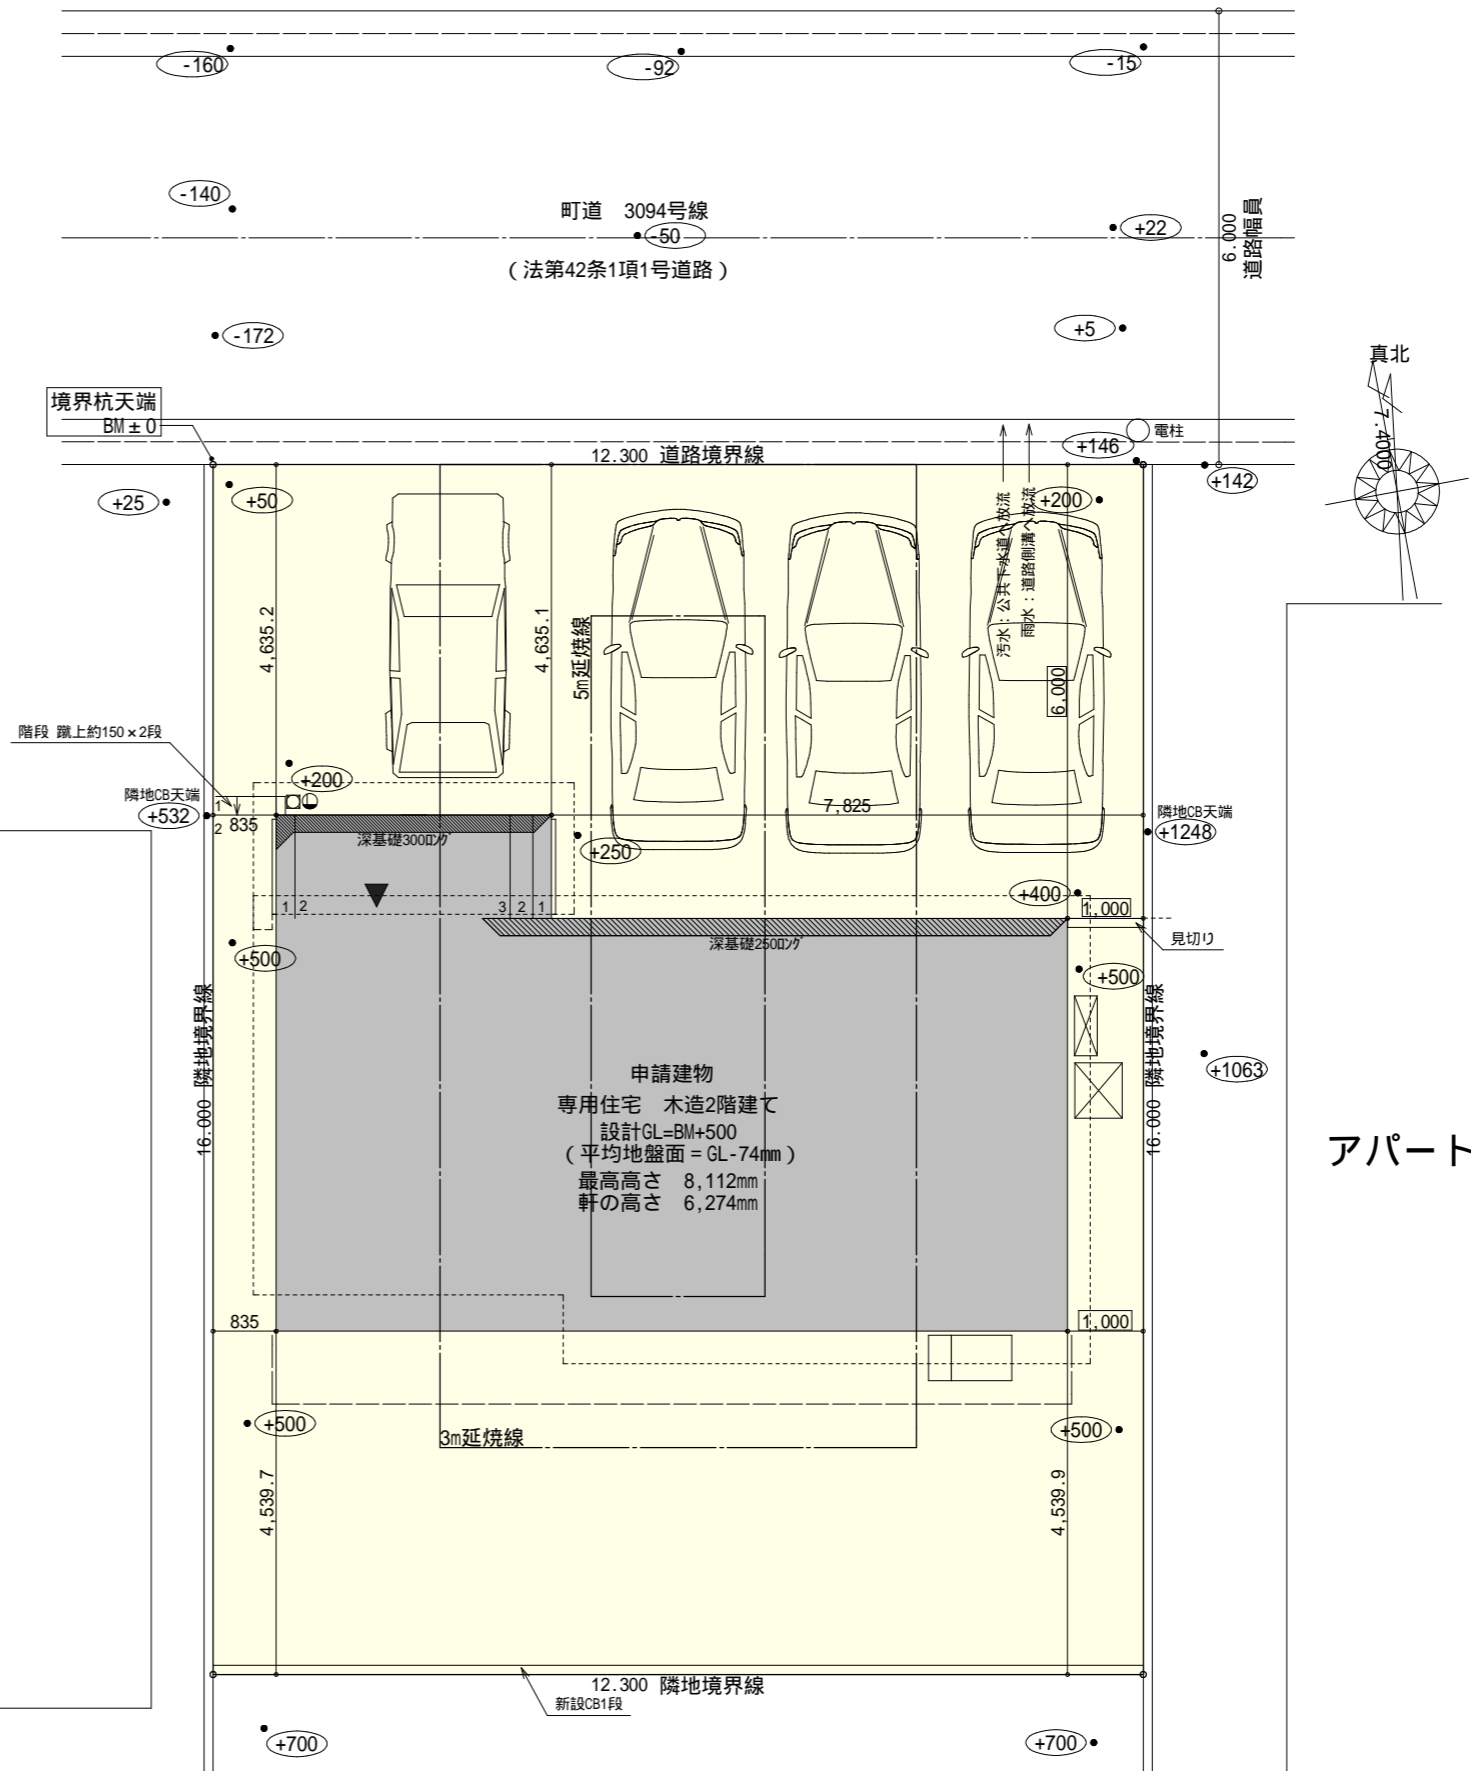 -160
-92
-15
-140
町道 3094号線
-50
+22
(法第42条1項1号道路)
6.000
道路幅員
-172
+5
真北
7.4000
境界杭天端
BM±0
電柱
+146
12.300 道路境界線
+142
+25
+50
+200
汚水:公共下水道へ放流
雨水:道路側溝へ放流
4,635.2
4,635.1
5m延焼線
6,000
階段 蹴上約150×2段
+200
隣地CB天端
+532
1
2
835
7,825
隣地CB天端
+1248
深基礎300ロング
+250
+400
1,000
1
2
3
2
1
見切り
深基礎250ロング
+500
+500
16.000 隣地境界線
16.000 隣地境界線
+1063
申請建物
専用住宅 木造2階建て
設計GL=BM+500
(平均地盤面=GL-74mm)
最高高さ 8,112mm
軒の高さ 6,274mm
アパート
835
1,000
+500
+500
3m延焼線
4,539.7
4,539.9
12.300 隣地境界線
新設CB1段
+700
+700